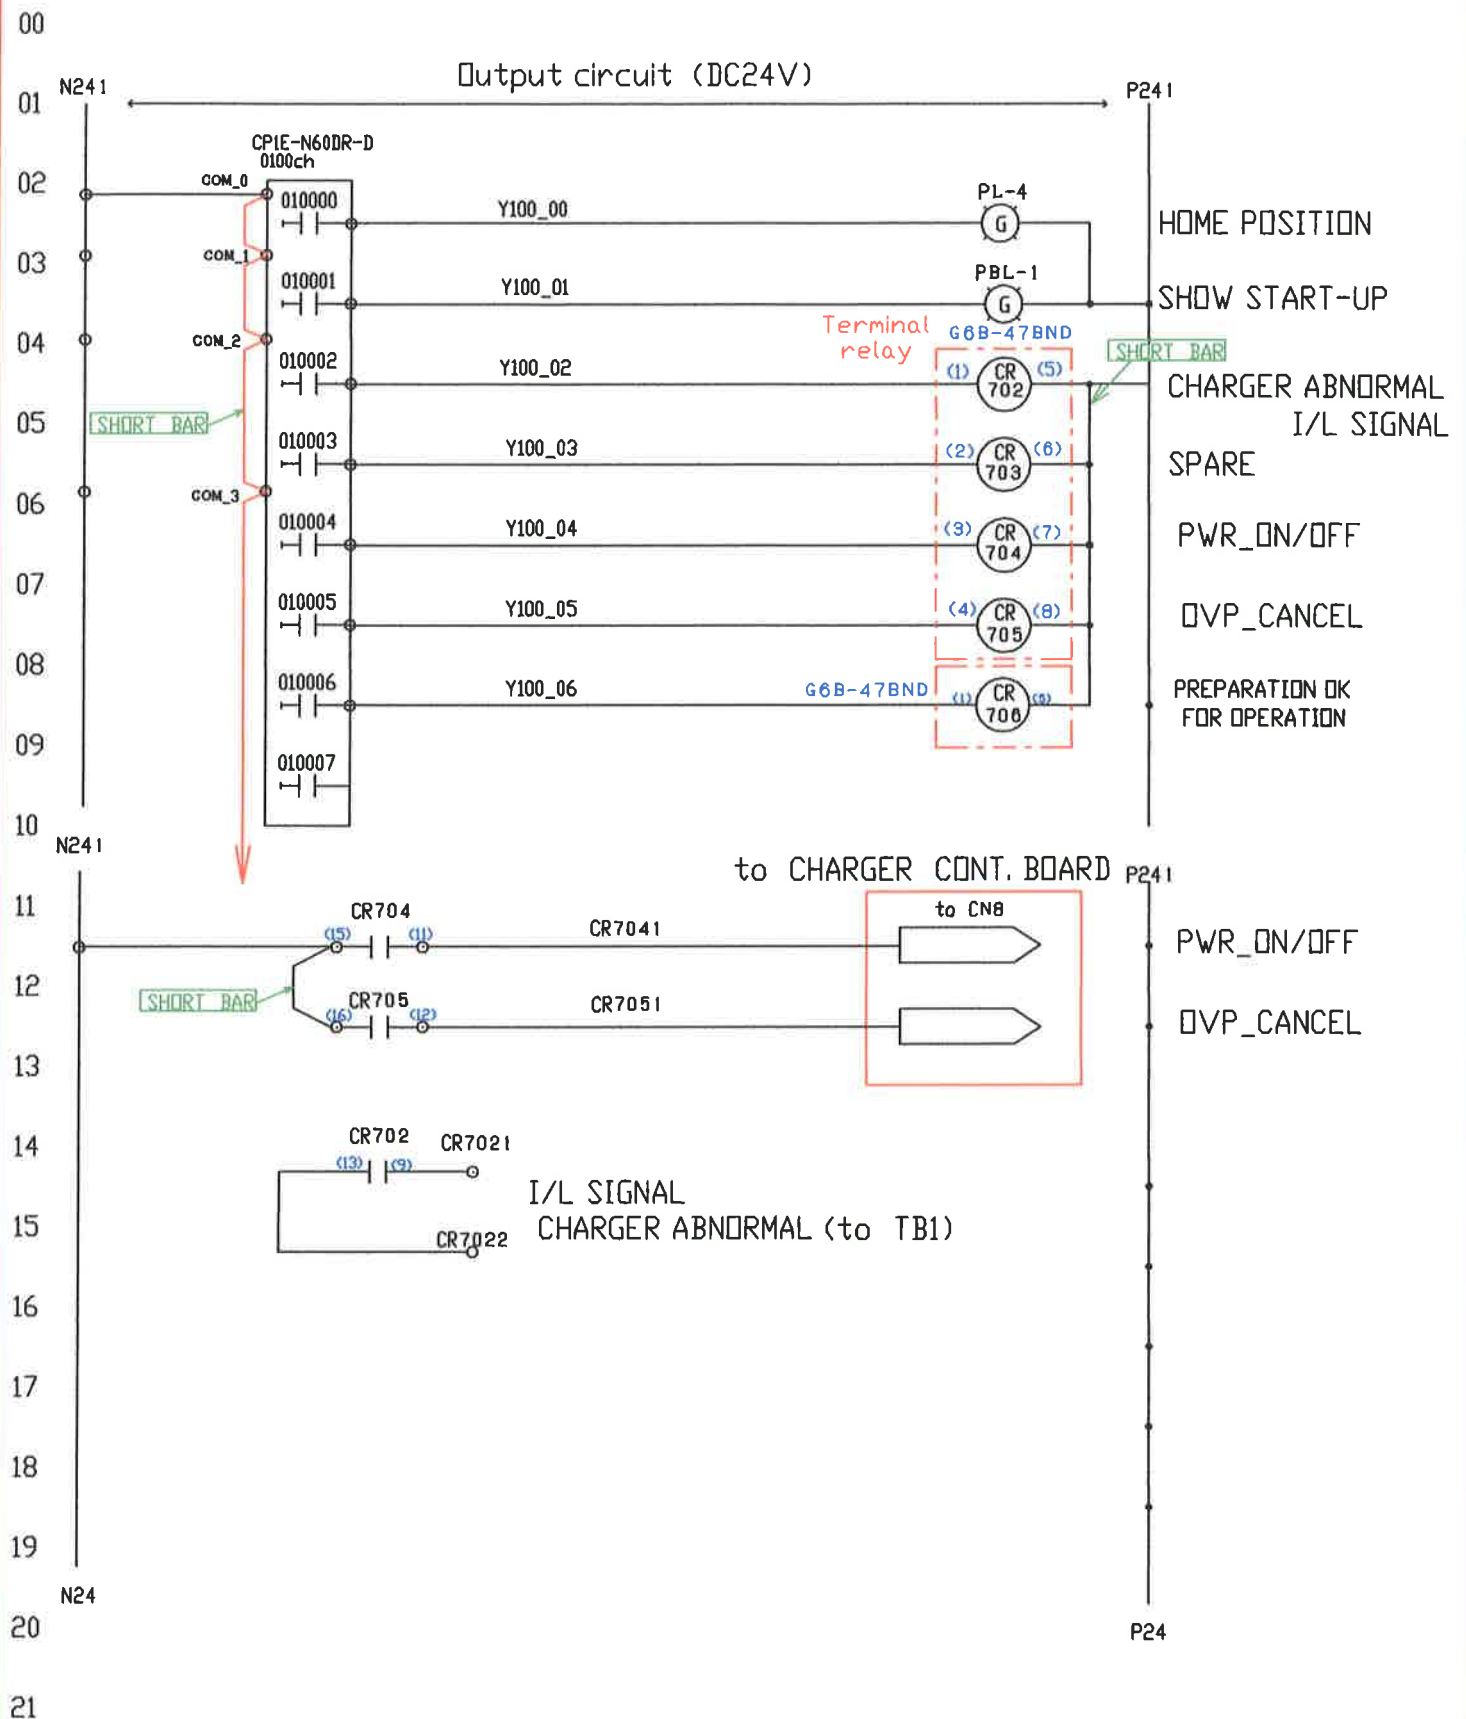 00
Output circuit (DC24V)
N241
P241
01
CP1E-N60DR-D
0100ch
02
COM_0
010000
Y100_00
PL-4
G
HOME POSITION
03
COM_1
010001
Y100_01
PBL-1
G
SHOW START-UP
Terminal
relay
G6B-47BND
04
COM_2
010002
Y100_02
(1)
CR
702
(5)
SHORT BAR
CHARGER ABNORMAL
I/L SIGNAL
05
SHORT BAR
010003
Y100_03
(2)
CR
703
(6)
SPARE
06
COM_3
010004
Y100_04
(3)
CR
704
(7)
PWR_ON/OFF
07
010005
Y100_05
(4)
CR
705
(8)
OVP_CANCEL
08
010006
Y100_06
G6B-47BND
(1)
CR
706
(5)
PREPARATION OK
FOR OPERATION
09
010007
10
N241
to CHARGER CONT. BOARD
P241
11
CR704
(15)
(11)
CR7041
to CN8
PWR_ON/OFF
12
SHORT BAR
CR705
(16)
(12)
CR7051
OVP_CANCEL
13
14
CR702
(13)
(9)
CR7021
I/L SIGNAL
CHARGER ABNORMAL (to TB1)
15
CR7022
16
17
18
19
N24
20
P24
21